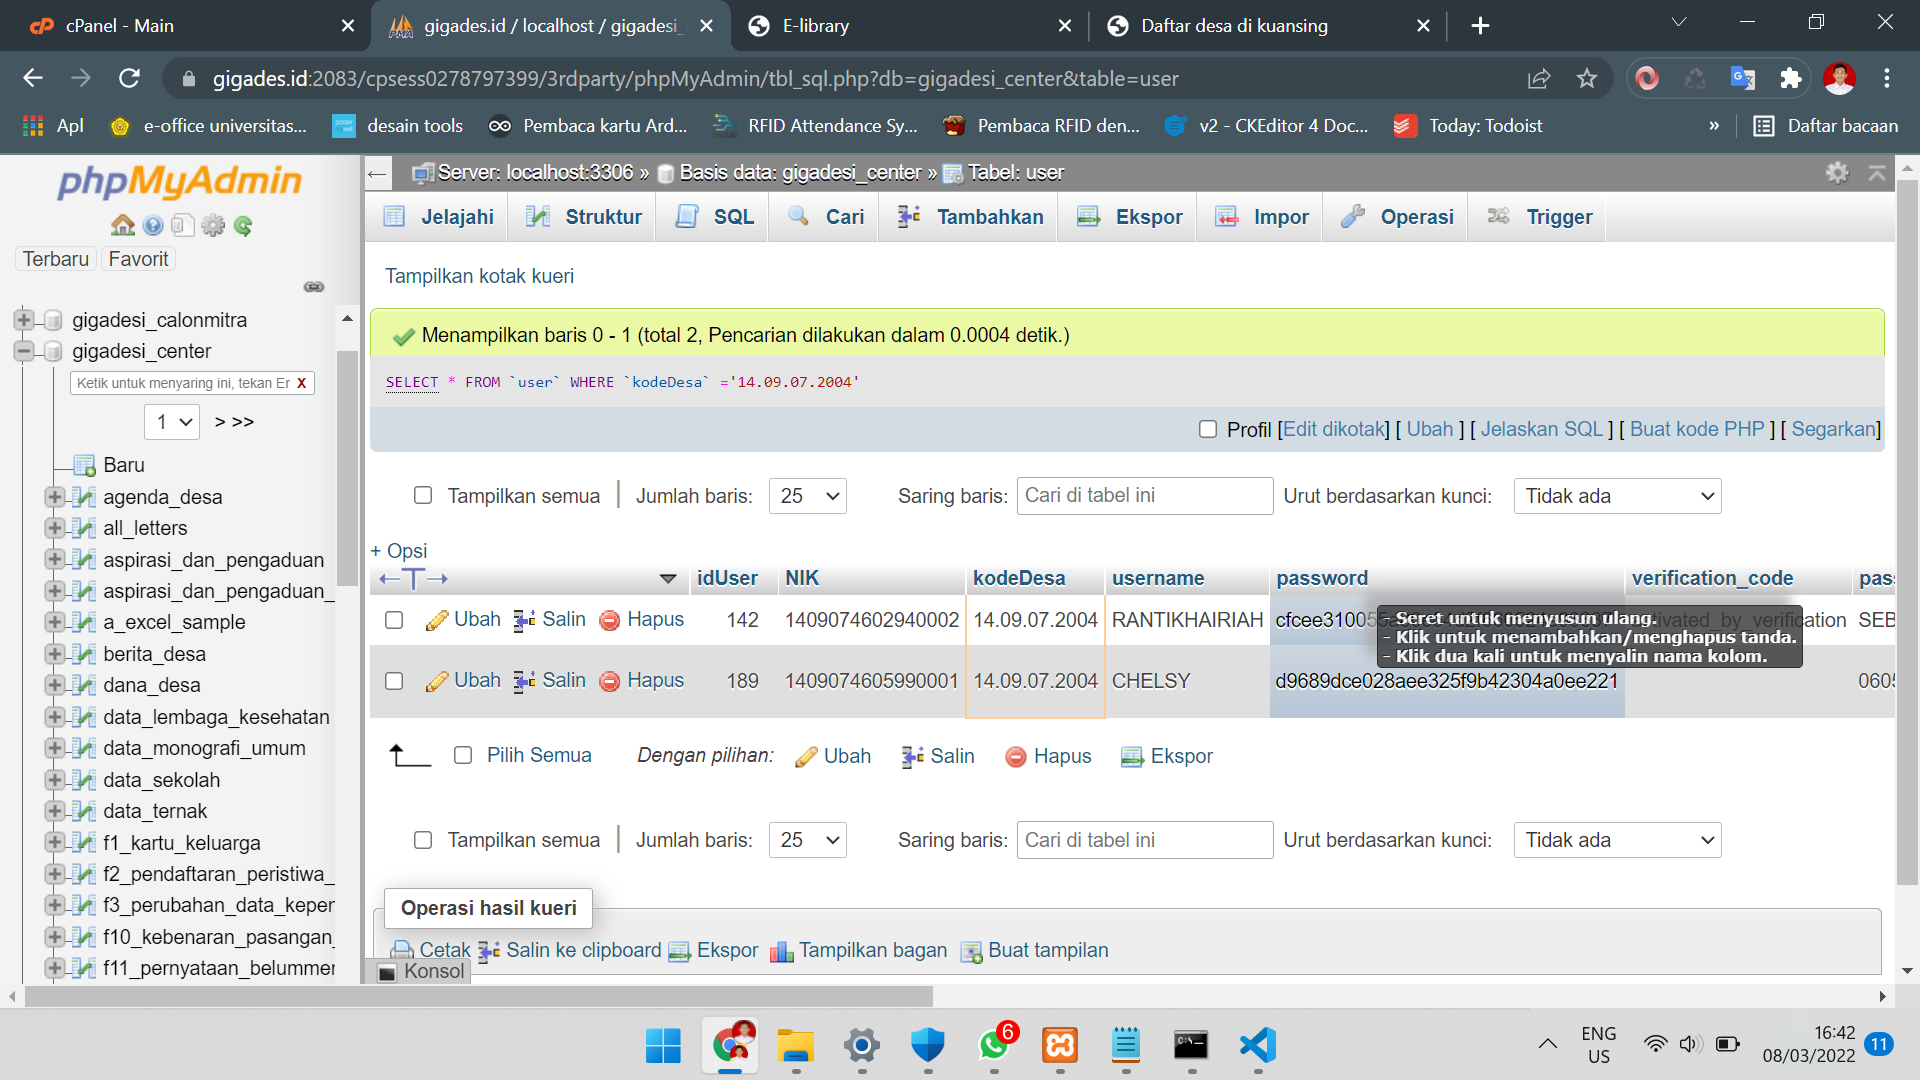 cPanel - Main
gigades.id / localhost / gigadesi_
E-library
Daftar desa di kuansing
gigades.id:2083/cpsess0278797399/3rdparty/phpMyAdmin/tbl_sql.php?db=gigadesi_center&table=user
Apl
e-office universitas...
desain tools
Pembaca kartu Ard...
RFID Attendance Sy...
Pembaca RFID den...
v2 - CKEditor 4 Doc...
Today: Todoist
»
Daftar bacaan
phpMyAdmin
Terbaru
Favorit
gigadesi_calonmitra
gigadesi_center
Ketik untuk menyaring ini, tekan Er X
1 > >>
Baru
agenda_desa
all_letters
aspirasi_dan_pengaduan
aspirasi_dan_pengaduan_
a_excel_sample
berita_desa
dana_desa
data_lembaga_kesehatan
data_monografi_umum
data_sekolah
data_ternak
f1_kartu_keluarga
f2_pendaftaran_peristiwa_
f3_perubahan_data_keper
f10_kebenaran_pasangan_
f11_pernyataan_belummer
Server: localhost:3306 » Basis data: gigadesi_center » Tabel: user
Jelajahi
Struktur
SQL
Cari
Tambahkan
Ekspor
Impor
Operasi
Trigger
Tampilkan kotak kueri
Menampilkan baris 0 - 1 (total 2, Pencarian dilakukan dalam 0.0004 detik.)
SELECT * FROM `user` WHERE `kodeDesa` ='14.09.07.2004'
Profil [Edit dikotak] [ Ubah ] [ Jelaskan SQL ] [ Buat kode PHP ] [ Segarkan]
Tampilkan semua | Jumlah baris: 25 Saring baris: Cari di tabel ini Urut berdasarkan kunci: Tidak ada
+ Opsi
←T→ idUser NIK kodeDesa username password verification_code pas
Ubah Salin Hapus 142 1409074602940002 14.09.07.2004 RANTIKHAIRIAH cfcee31005 verification SEB
- Seret untuk menyusun ulang.
- Klik untuk menambahkan/menghapus tanda.
- Klik dua kali untuk menyalin nama kolom.
Ubah Salin Hapus 189 1409074605990001 14.09.07.2004 CHELSY d9689dce028aee325f9b42304a0ee221 060
Pilih Semua Dengan pilihan: Ubah Salin Hapus Ekspor
Tampilkan semua | Jumlah baris: 25 Saring baris: Cari di tabel ini Urut berdasarkan kunci: Tidak ada
Operasi hasil kueri
Cetak Salin ke clipboard Ekspor Tampilkan bagan Buat tampilan
Konsol
6
ENG
US
16:42
08/03/2022
11